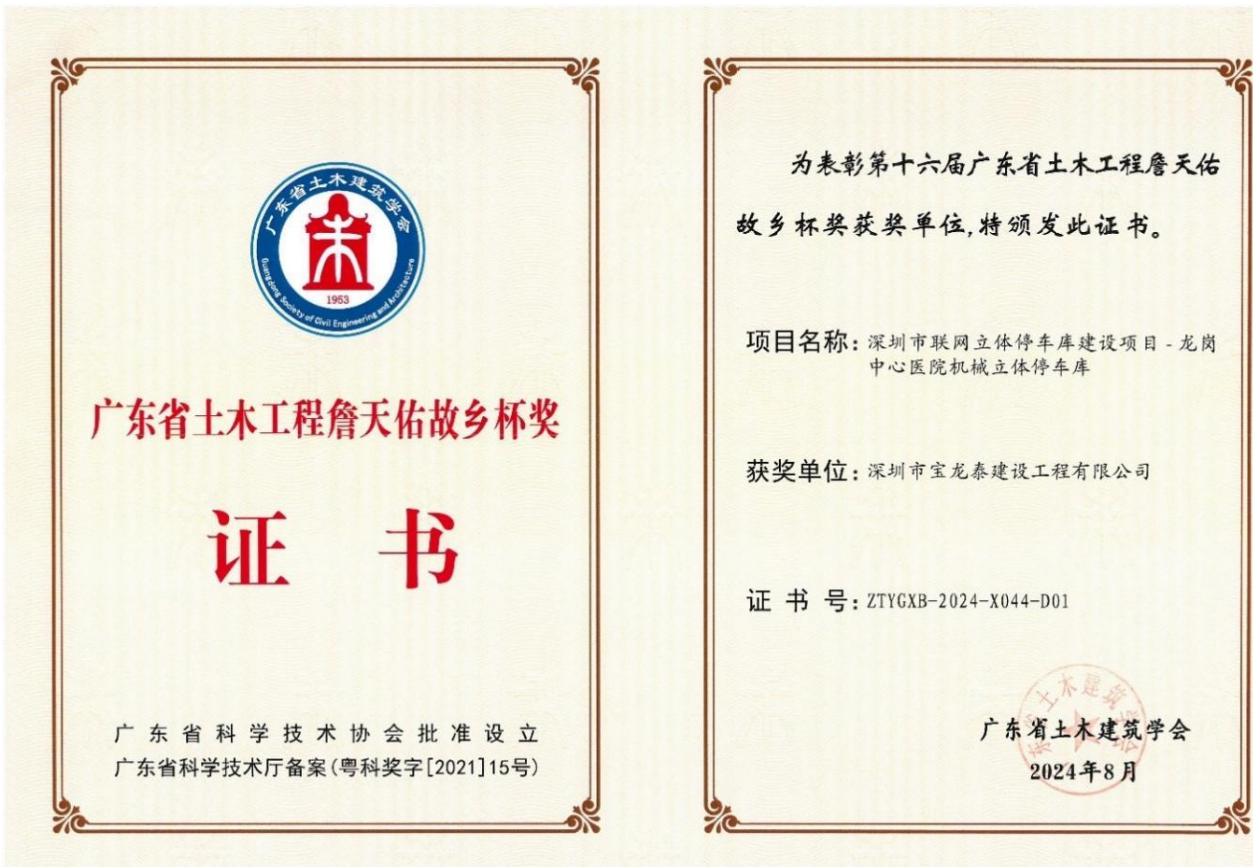 广东省土木建筑学会
1953
Guangdong Society of Civil Engineering and Architecture
广东省土木工程詹天佑故乡杯奖
证 书
广东省科学技术协会批准设立
广东省科学技术厅备案(粤科奖字[2021]15号)
为表彰第十六届广东省土木工程詹天佑
故乡杯奖获奖单位,特颁发此证书。
项目名称: 深圳市联网立体停车库建设项目-龙岗
中心医院机械立体停车库
获奖单位: 深圳市宝龙泰建设工程有限公司
证 书 号: ZTYGXB-2024-X044-D01
广东省土木建筑学会
2024年8月